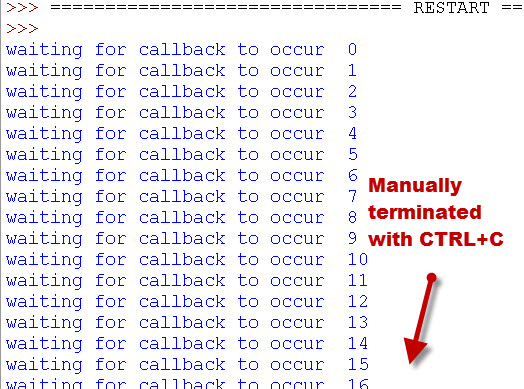 >>> ================================ RESTART ==
>>>
waiting for callback to occur  0
waiting for callback to occur  1
waiting for callback to occur  2
waiting for callback to occur  3
waiting for callback to occur  4
waiting for callback to occur  5
waiting for callback to occur  6
waiting for callback to occur  7
waiting for callback to occur  8
waiting for callback to occur  9
waiting for callback to occur  10
waiting for callback to occur  11
waiting for callback to occur  12
waiting for callback to occur  13
waiting for callback to occur  14
waiting for callback to occur  15
waiting for callback to occur  16
Manually
terminated
with CTRL+C